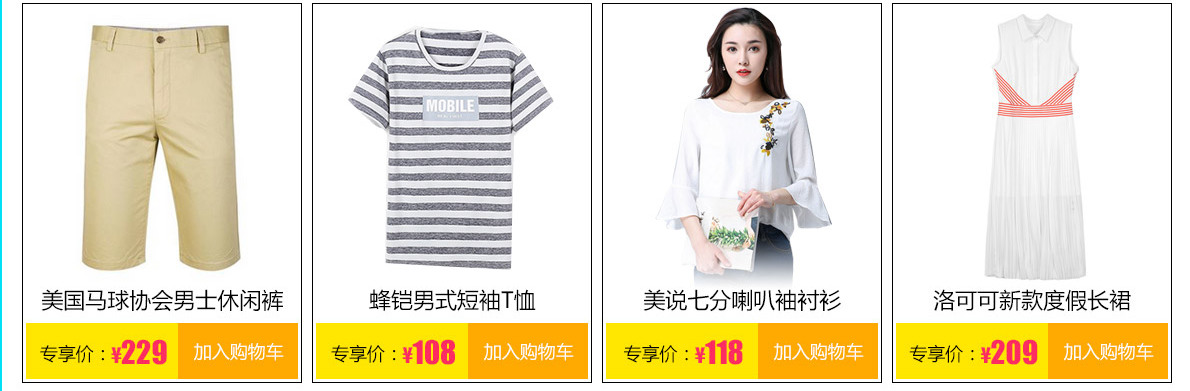 MOBILE
美国马球协会男士休闲裤
蜂铠男式短袖T恤
美说七分喇叭袖衬衫
洛可可新款度假长裙
专享价：¥229 加入购物车
专享价：¥108 加入购物车
专享价：¥118 加入购物车
专享价：¥209 加入购物车